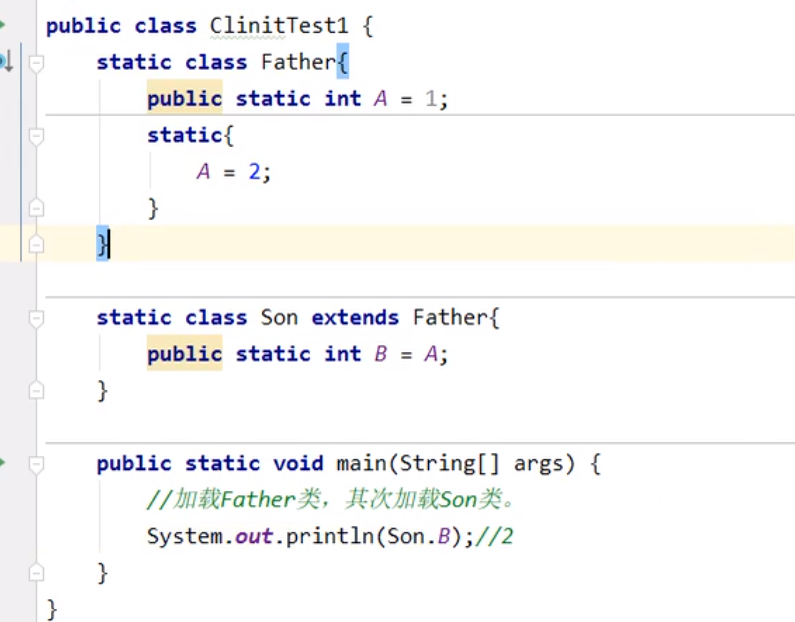 public class ClinitTest1 {
static class Father{
public static int A = 1;
static{
A = 2;
}
}
static class Son extends Father{
public static int B = A;
}
public static void main(String[] args) {
//加载Father类，其次加载Son类。
System.out.println(Son.B);//2
}
}